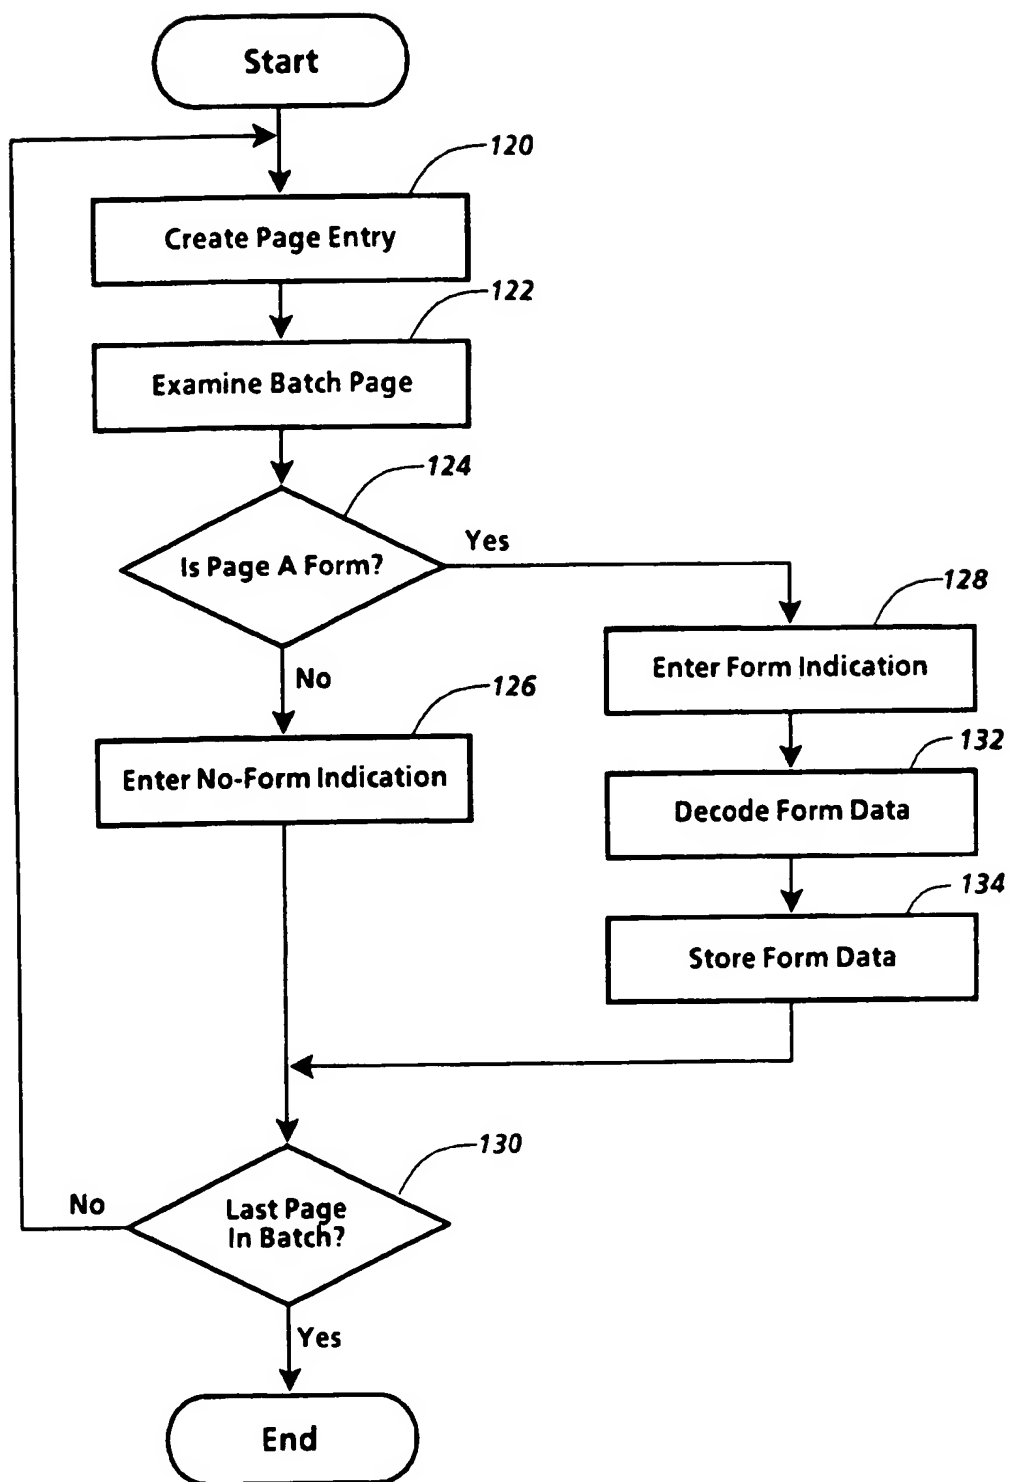 Start
120
Create Page Entry
122
Examine Batch Page
124
Is Page A Form?
Yes
128
No
126
Enter Form Indication
132
Enter No-Form Indication
Decode Form Data
134
Store Form Data
130
No
Last Page
In Batch?
Yes
End